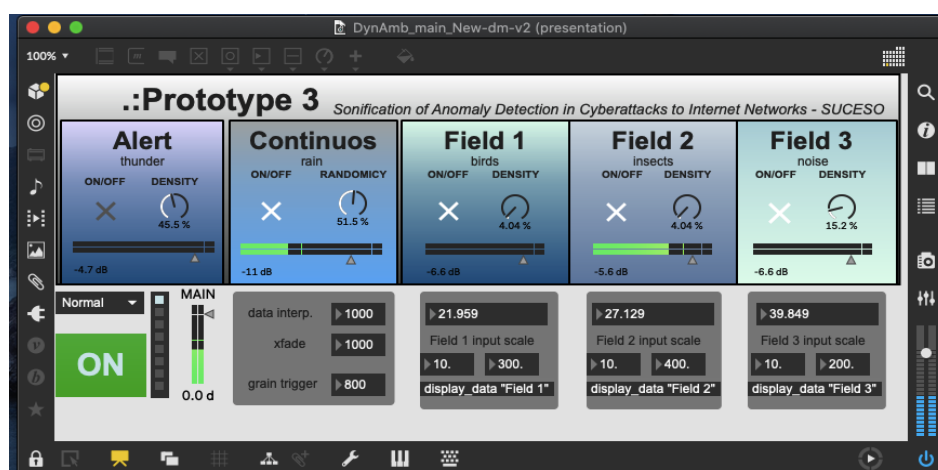 DynAmb_main_New-dm-v2 (presentation)
100%
.:Prototype 3 Sonification of Anomaly Detection in Cyberattacks to Internet Networks - SUCESO
Alert
thunder
ON/OFF DENSITY
45.5 %
-4.7 dB
Continuos
rain
ON/OFF RANDOMICY
51.5 %
-11 dB
Field 1
birds
ON/OFF DENSITY
4.04 %
-6.6 dB
Field 2
insects
ON/OFF DENSITY
4.04 %
-5.6 dB
Field 3
noise
ON/OFF DENSITY
15.2 %
-6.6 dB
Normal
ON
MAIN
0.0 d
data interp. 1000
xfade 1000
grain trigger 800
21.959
Field 1 input scale
10. 300.
display_data "Field 1"
27.129
Field 2 input scale
10. 400.
display_data "Field 2"
39.849
Field 3 input scale
10. 200.
display_data "Field 3"